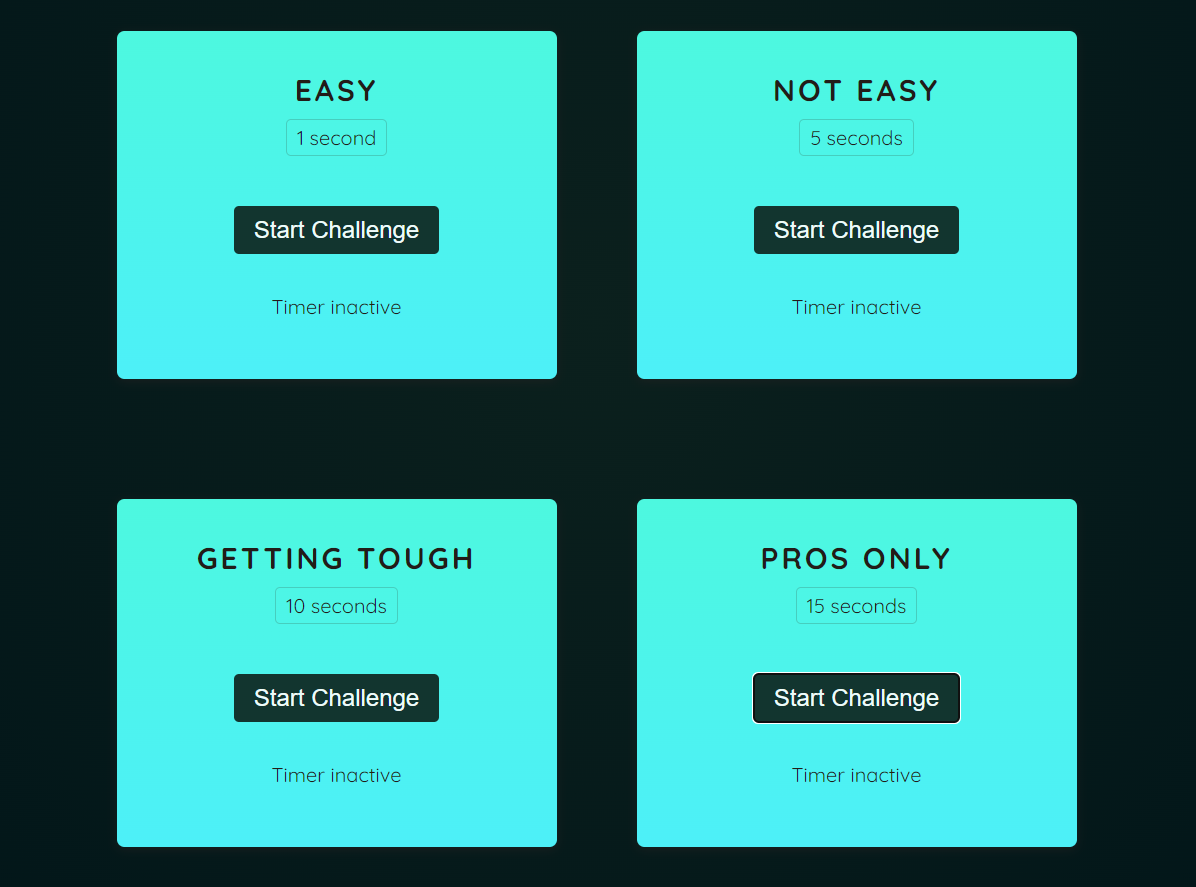 EASY
1 second
Start Challenge
Timer inactive
NOT EASY
5 seconds
Start Challenge
Timer inactive
GETTING TOUGH
10 seconds
Start Challenge
Timer inactive
PROS ONLY
15 seconds
Start Challenge
Timer inactive